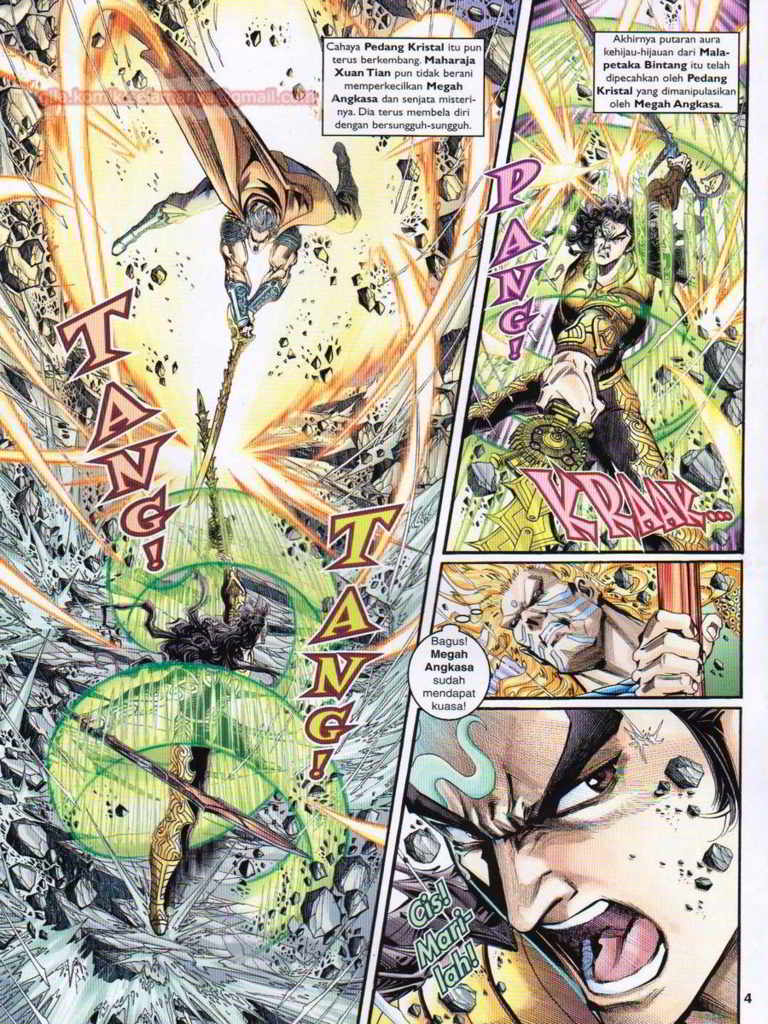 Cahaya Pedang Kristal itu pun
terus berkembang. Maharaja
Xuan Tian pun tidak berani
memperkecilkan Megah
Angkasa dan senjata misteri-
nya. Dia terus membela diri
dengan bersungguh-sungguh.
TANG!
TANG!
Akhirnya putaran aura
kehijau-hijauan dari Mala-
petaka Bintang itu telah
dipecahkan oleh Pedang
Kristal yang dimanipulasikan
oleh Megah Angkasa.
PANG!
KRAAK...
Bagus!
Megah
Angkasa
sudah
mendapat
kuasa!
Cis!
Mari-
lah!
4